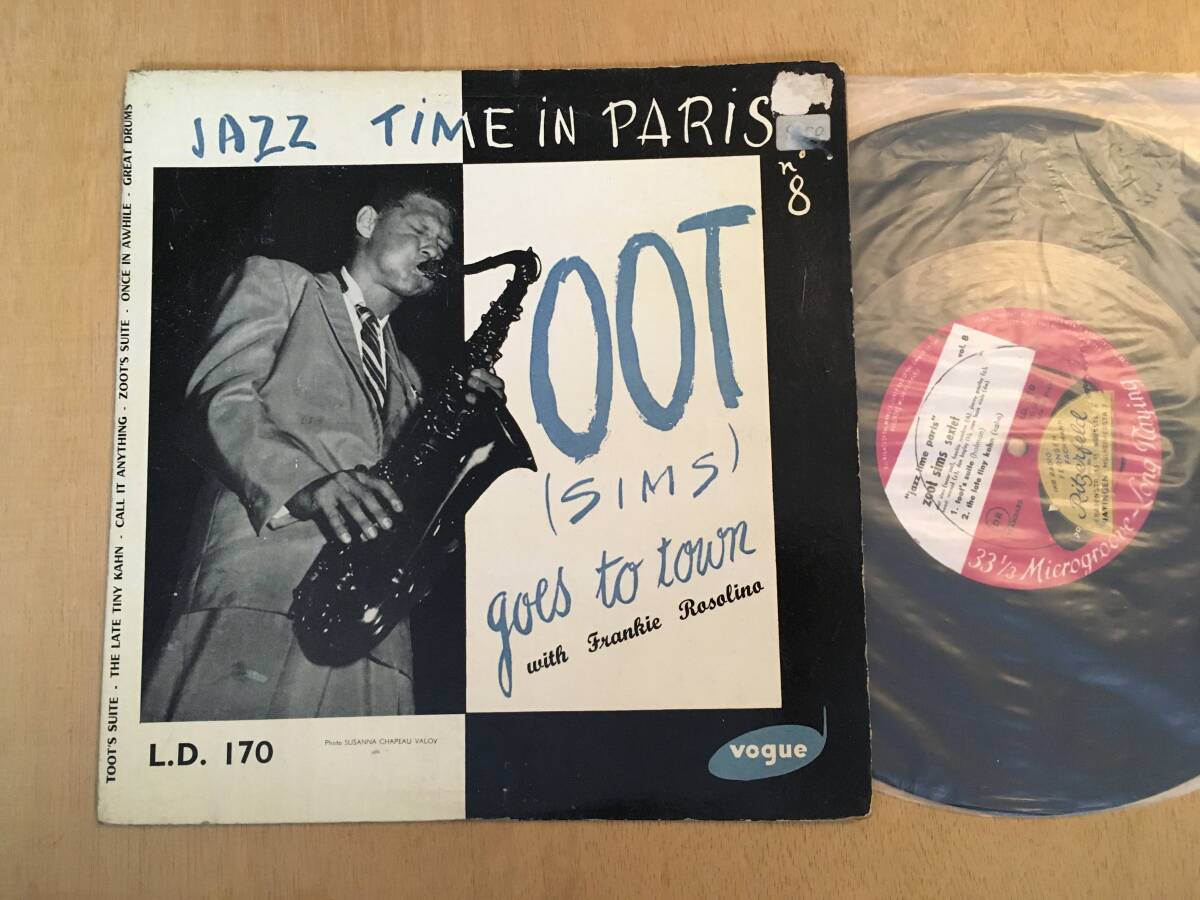 JAZZ TiME iN PARiS
n° 8
ZOOT
(SIMS)
goes to town
with Frankie Rosolino
TOOT'S SUITE - THE LATE TINY KAHN - CALL IT ANYTHING - ZOOT'S SUITE - ONCE IN AWHILE - GREAT DRUMS
L.D. 170
Photo SUSANNA CHAPEAU VALOV
vogue
"jazz time paris" vol. 8
zoot sims sextet
1. toot's suite
2. the late tiny kahn
33 1/3 Microgroove - Long Playing